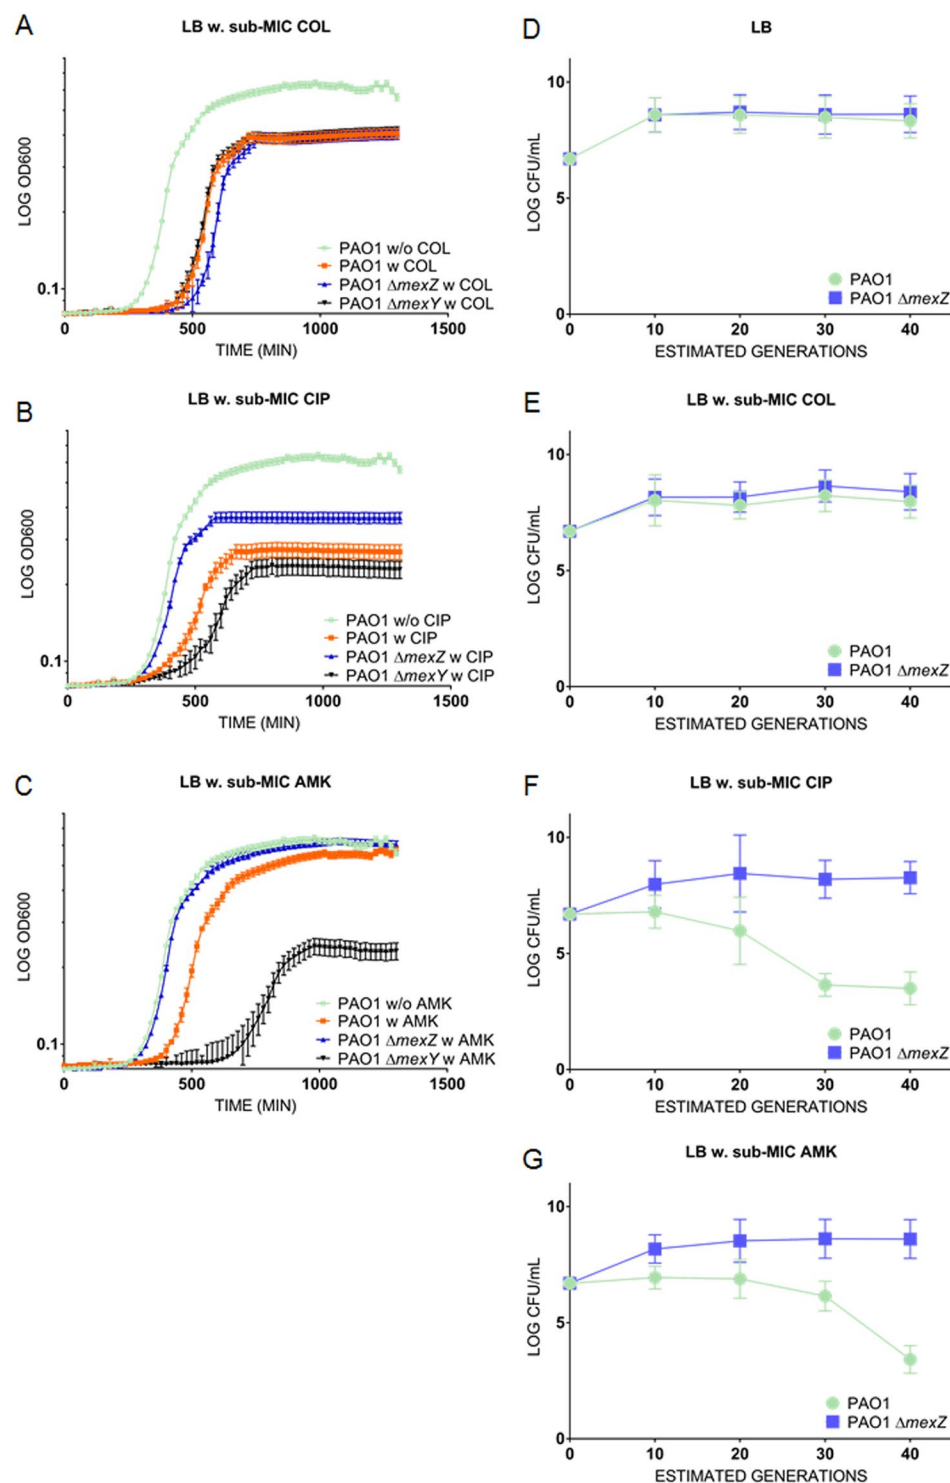 A
LB w. sub-MIC COL
LOG OD600
0.1
PAO1 w/o COL
PAO1 w COL
PAO1 ΔmexZ w COL
PAO1 ΔmexY w COL
0 500 1000 1500
TIME (MIN)
B
LB w. sub-MIC CIP
LOG OD600
0.1
PAO1 w/o CIP
PAO1 w CIP
PAO1 ΔmexZ w CIP
PAO1 ΔmexY w CIP
0 500 1000 1500
TIME (MIN)
C
LB w. sub-MIC AMK
LOG OD600
0.1
PAO1 w/o AMK
PAO1 w AMK
PAO1 ΔmexZ w AMK
PAO1 ΔmexY w AMK
0 500 1000 1500
TIME (MIN)
D
LB
LOG CFU/mL
10
5
0
PAO1
PAO1 ΔmexZ
0 10 20 30 40
ESTIMATED GENERATIONS
E
LB w. sub-MIC COL
LOG CFU/mL
10
5
0
PAO1
PAO1 ΔmexZ
0 10 20 30 40
ESTIMATED GENERATIONS
F
LB w. sub-MIC CIP
LOG CFU/mL
10
5
0
PAO1
PAO1 ΔmexZ
0 10 20 30 40
ESTIMATED GENERATIONS
G
LB w. sub-MIC AMK
LOG CFU/mL
10
5
0
PAO1
PAO1 ΔmexZ
0 10 20 30 40
ESTIMATED GENERATIONS